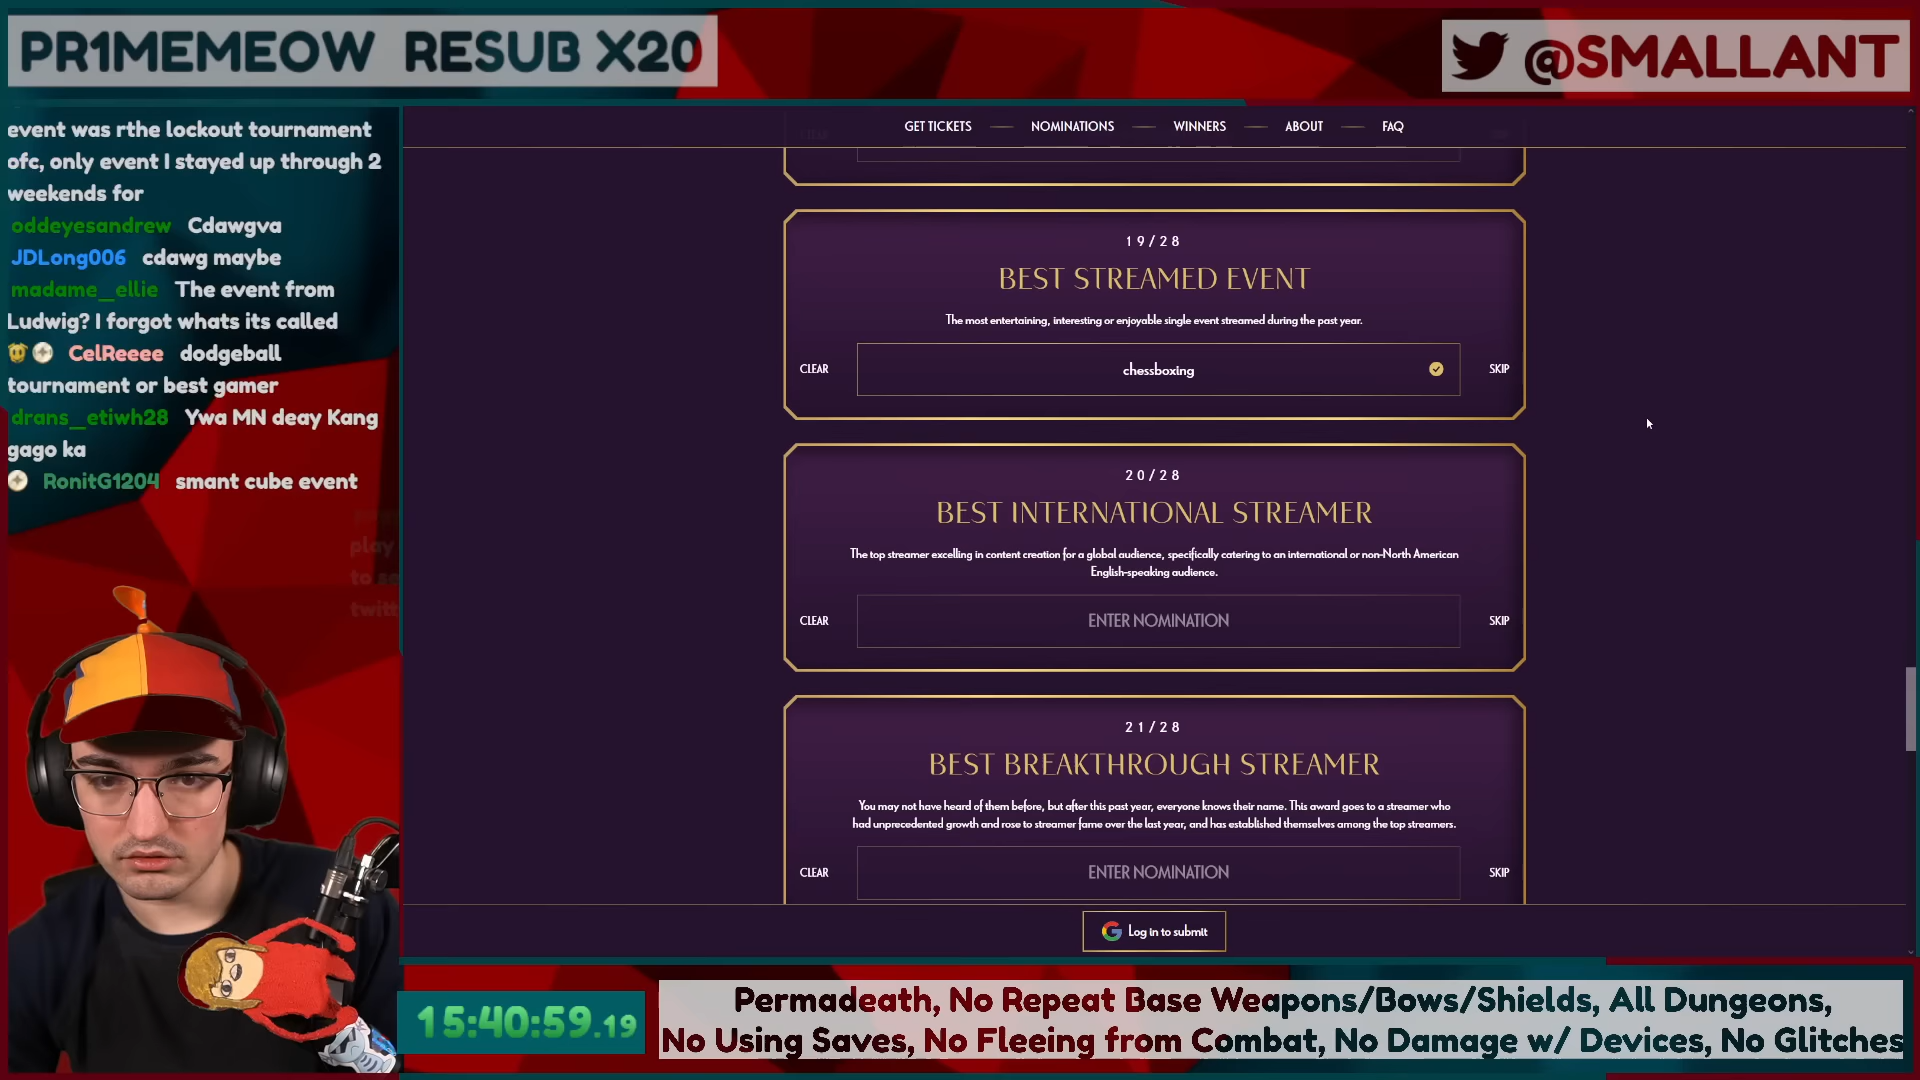 PR1MEMEOW RESUB X20
@SMALLANT
event was rthe lockout tournament
ofc, only event I stayed up through 2
weekends for
oddeyesandrew Cdawgva
JDLong006 cdawg maybe
madame_ellie The event from
Ludwig? I forgot whats its called
CelReeee dodgeball
tournament or best gamer
drans_etiwh28 Ywa MN deay Kang
gago ka
RonitG1204 smant cube event
play
GET TICKETS
NOMINATIONS
WINNERS
ABOUT
FAQ
19/28
BEST STREAMED EVENT
The most entertaining, interesting or enjoyable single event streamed during the past year.
CLEAR
chessboxing
SKIP
20/28
BEST INTERNATIONAL STREAMER
The top streamer excelling in content creation for a global audience, specifically catering to an international or non-North American
English-speaking audience.
CLEAR
ENTER NOMINATION
SKIP
21/28
BEST BREAKTHROUGH STREAMER
You may not have heard of them before, but after this past year, everyone knows their name. This award goes to a streamer who
had unprecedented growth and rose to streamer fame over the last year, and has established themselves among the top streamers.
CLEAR
ENTER NOMINATION
SKIP
Log in to submit
15:40:59.19
Permadeath, No Repeat Base Weapons/Bows/Shields, All Dungeons,
No Using Saves, No Fleeing from Combat, No Damage w/ Devices, No Glitches